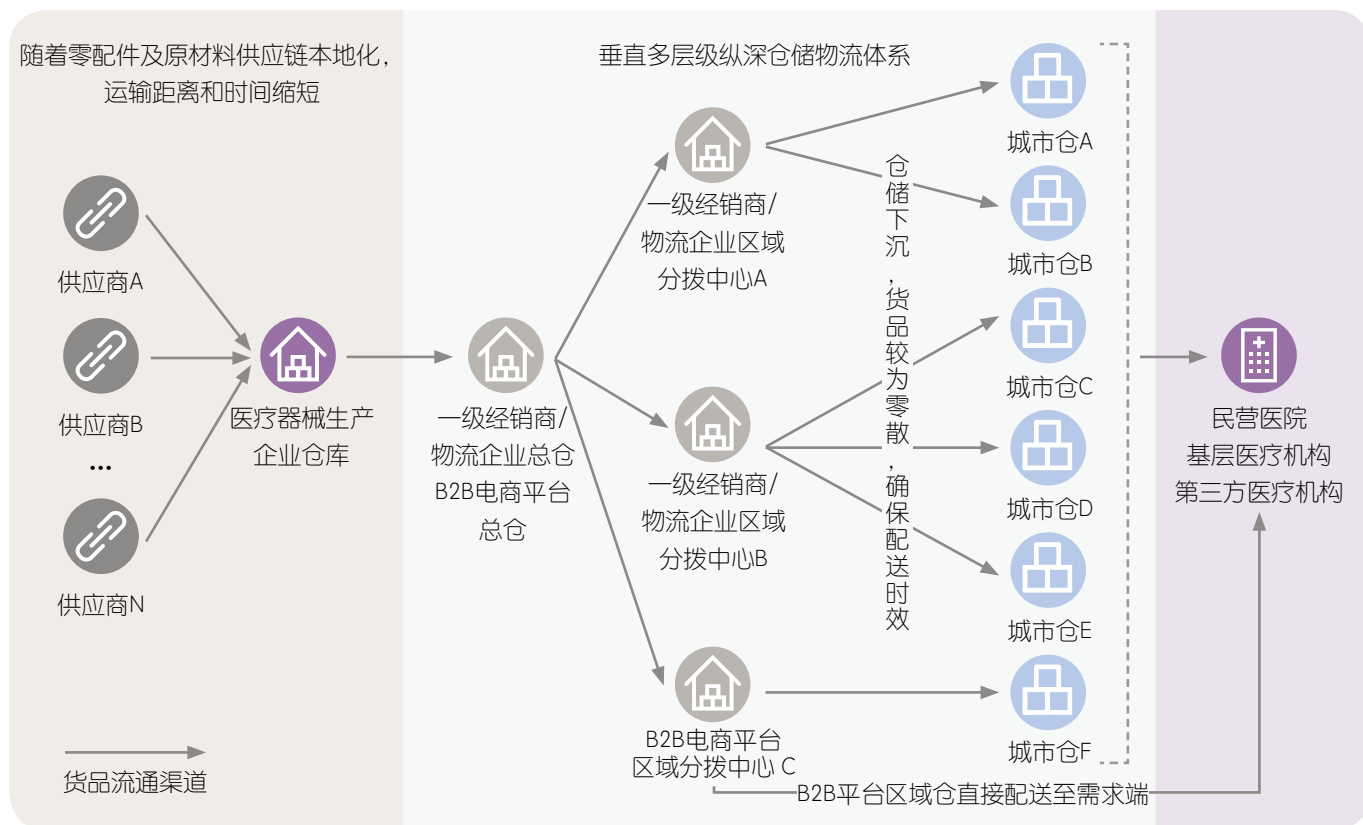 随着零配件及原材料供应链本地化，
运输距离和时间缩短
供应商A
供应商B
...
供应商N
医疗器械生产
企业仓库
货品流通渠道
垂直多层级纵深仓储物流体系
一级经销商/
物流企业总仓
B2B电商平台
总仓
一级经销商/
物流企业区域
分拨中心A
一级经销商/
物流企业区域
分拨中心B
B2B电商平台
区域分拨中心 C
仓储下沉，货品较为零散，确保配送时效
城市仓A
城市仓B
城市仓C
城市仓D
城市仓E
城市仓F
B2B平台区域仓直接配送至需求端
民营医院
基层医疗机构
第三方医疗机构